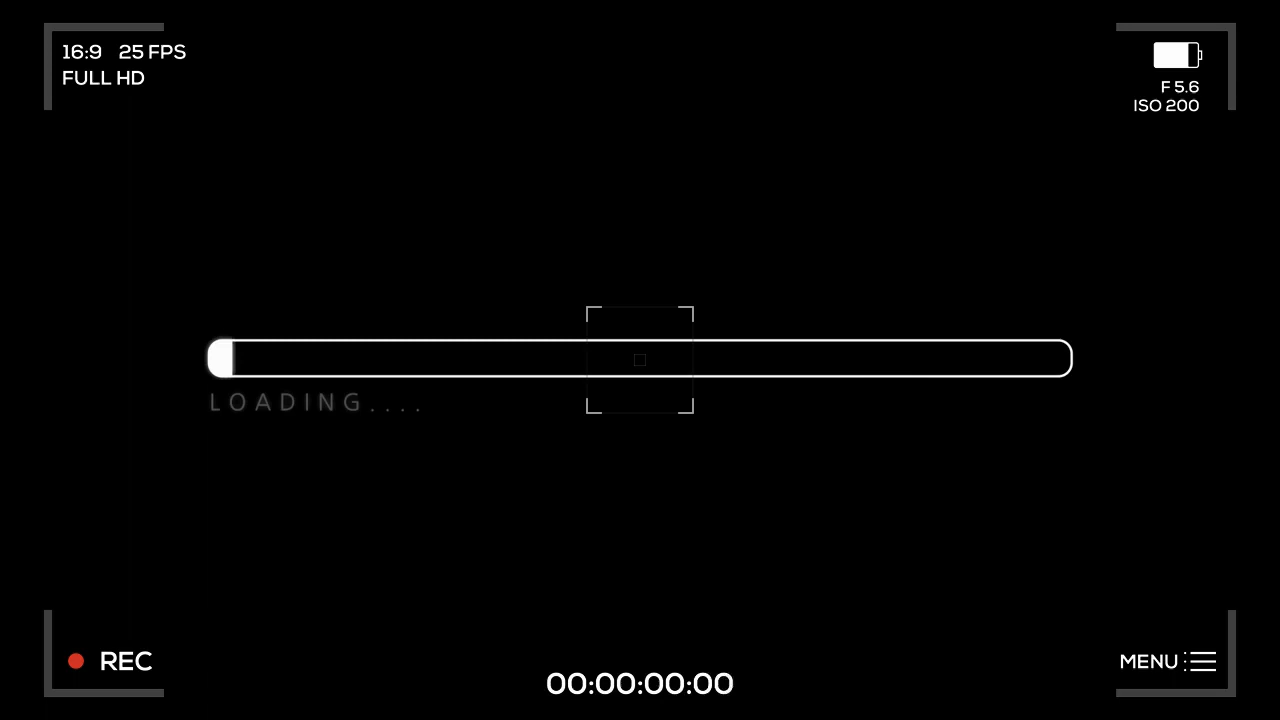 16:9 25 FPS
FULL HD
F 5.6
ISO 200
LOADING....
REC
00:00:00:00
MENU